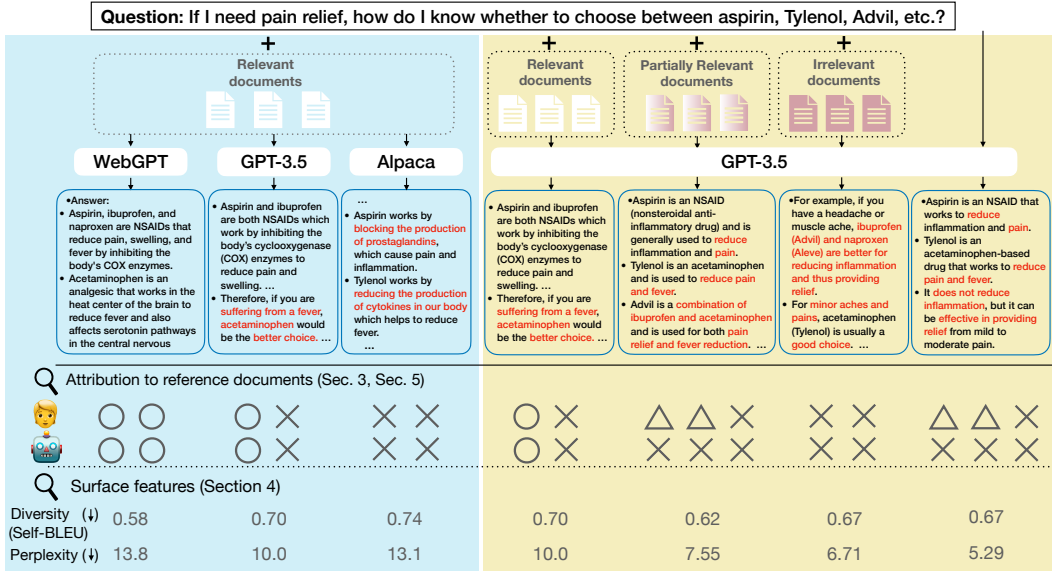 Question: If I need pain relief, how do I know whether to choose between aspirin, Tylenol, Advil, etc.?
+
Relevant
documents
+
Relevant
documents
+
Partially Relevant
documents
+
Irrelevant
documents
WebGPT
GPT-3.5
Alpaca
GPT-3.5
•Answer:
• Aspirin, ibuprofen, and
naproxen are NSAIDs that
reduce pain, swelling, and
fever by inhibiting the
body's COX enzymes.
• Acetaminophen is an
analgesic that works in the
heat center of the brain to
reduce fever and also
affects serotonin pathways
in the central nervous
• Aspirin and ibuprofen
are both NSAIDs which
work by inhibiting the
body's cyclooxygenase
(COX) enzymes to
reduce pain and
swelling. ...
• Therefore, if you are
suffering from a fever,
acetaminophen would
be the better choice. ...
...
• Aspirin works by
blocking the production
of prostaglandins,
which cause pain and
inflammation.
• Tylenol works by
reducing the production
of cytokines in our body
which helps to reduce
fever.
...
• Aspirin and ibuprofen
are both NSAIDs which
work by inhibiting the
body's cyclooxygenase
(COX) enzymes to
reduce pain and
swelling. ...
• Therefore, if you are
suffering from a fever,
acetaminophen would
be the better choice. ...
•Aspirin is an NSAID
(nonsteroidal anti-
inflammatory drug) and is
generally used to reduce
inflammation and pain.
• Tylenol is an acetaminophen
and is used to reduce pain
and fever.
• Advil is a combination of
ibuprofen and acetaminophen
and is used for both pain
relief and fever reduction. ...
•For example, if you
have a headache or
muscle ache, ibuprofen
(Advil) and naproxen
(Aleve) are better for
reducing inflammation
and thus providing
relief.
• For minor aches and
pains, acetaminophen
(Tylenol) is usually a
good choice. ...
•Aspirin is an NSAID that
works to reduce
inflammation and pain.
• Tylenol is an
acetaminophen-based
drug that works to reduce
pain and fever.
• It does not reduce
inflammation, but it can
be effective in providing
relief from mild to
moderate pain.
Attribution to reference documents (Sec. 3, Sec. 5)
Surface features (Section 4)
Diversity (↓)
(Self-BLEU)
0.58 0.70 0.74 0.70 0.62 0.67 0.67
Perplexity (↓) 13.8 10.0 13.1 10.0 7.55 6.71 5.29